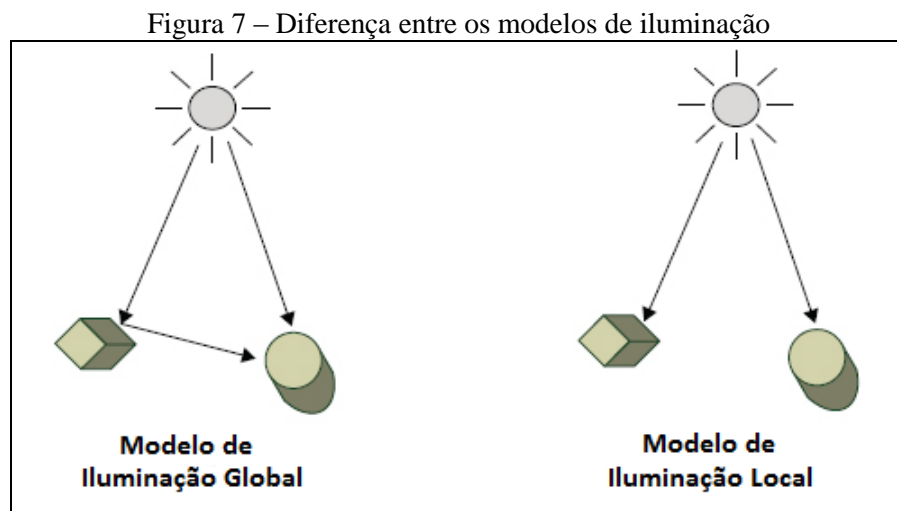 Figura 7 – Diferença entre os modelos de iluminação
Modelo de
Iluminação Global
Modelo de
Iluminação Local